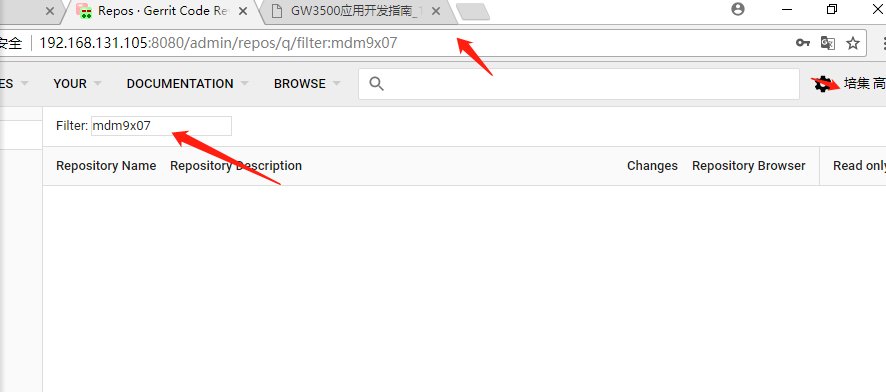 Repos · Gerrit Code Re
GW3500应用开发指南_1
安全 192.168.131.105:8080/admin/repos/q/filter:mdm9x07
ES YOUR DOCUMENTATION BROWSE 培集 高
Filter: mdm9x07
Repository Name Repository Description Changes Repository Browser Read only